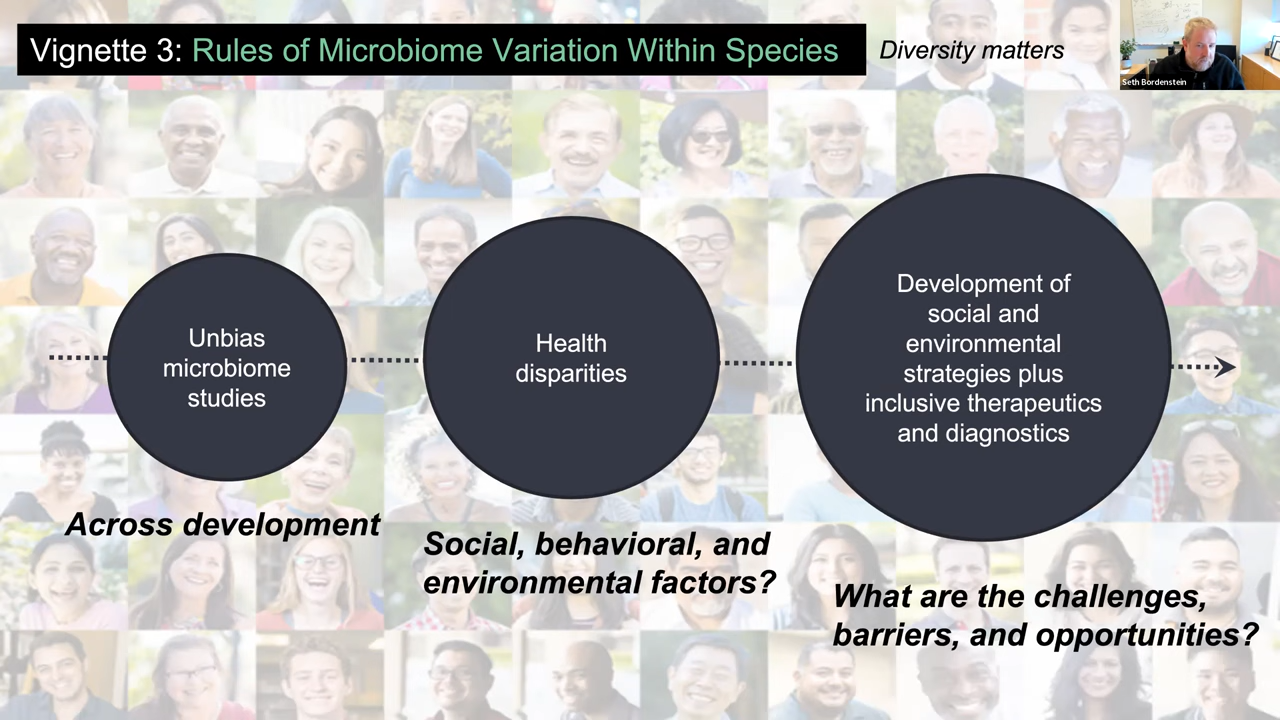 Vignette 3: Rules of Microbiome Variation Within Species
Diversity matters
Seth Bordenstein
Unbias
microbiome
studies
Health
disparities
Development of
social and
environmental
strategies plus
inclusive therapeutics
and diagnostics
Across development
Social, behavioral, and
environmental factors?
What are the challenges,
barriers, and opportunities?